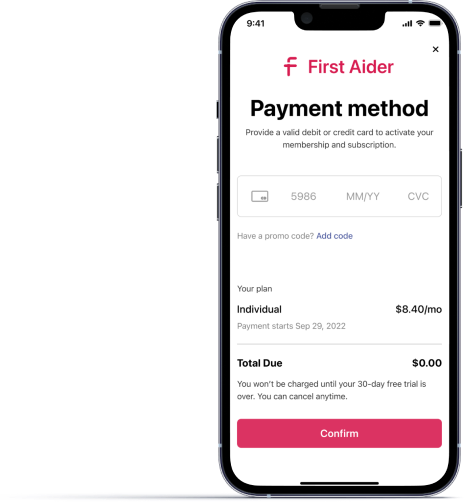 9:41
First Aider
Payment method
Provide a valid debit or credit card to activate your
membership and subscription.
5986 MM/YY CVC
Have a promo code? Add code
Your plan
Individual $8.40/mo
Payment starts Sep 29, 2022
Total Due $0.00
You won't be charged until your 30-day free trial is
over. You can cancel anytime.
Confirm